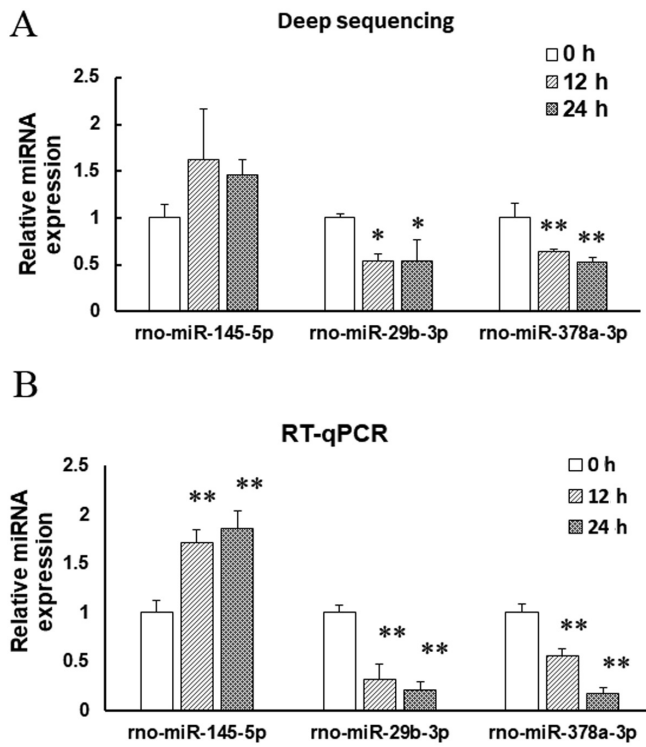 A
Deep sequencing
0 h
12 h
24 h
Relative miRNA
expression
2.5
2
1.5
1
0.5
0
* *
** **
rno-miR-145-5p rno-miR-29b-3p rno-miR-378a-3p
B
RT-qPCR
0 h
12 h
24 h
Relative miRNA
expression
2.5
2
1.5
1
0.5
0
** **
** **
** **
rno-miR-145-5p rno-miR-29b-3p rno-miR-378a-3p